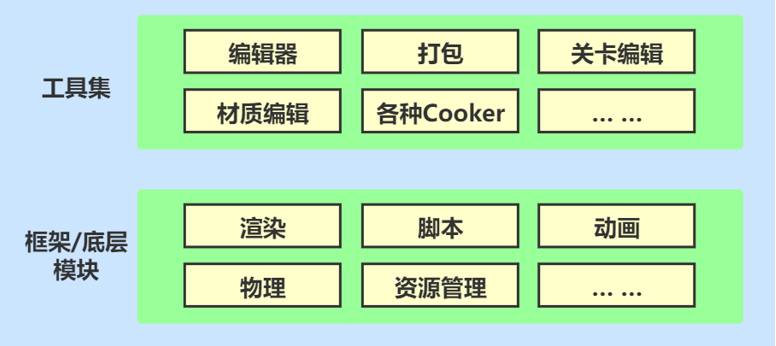 工具集
编辑器
打包
关卡编辑
材质编辑
各种Cooker
... ...
框架/底层
模块
渲染
脚本
动画
物理
资源管理
... ...